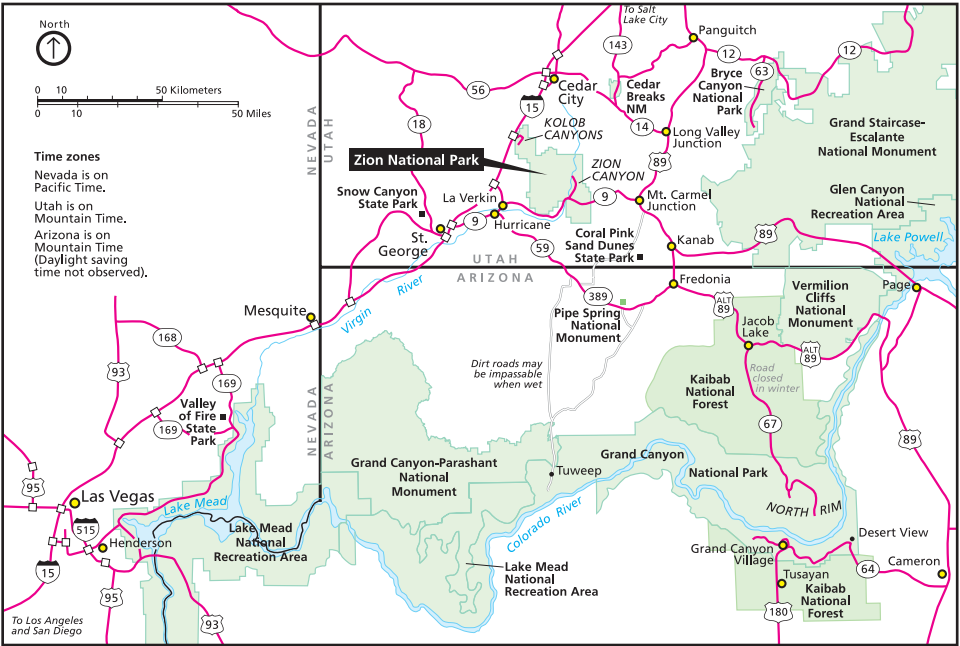 North
0 10 50 Kilometers
0 10 50 Miles
Time zones
Nevada is on
Pacific Time.
Utah is on
Mountain Time.
Arizona is on
Mountain Time
(Daylight saving
time not observed).
To Salt
Lake City
143
Panguitch
12
12
63
Bryce
Canyon
National
Park
56
Cedar
City
15
Cedar
Breaks
NM
18
KOLOB
CANYONS
14
Long Valley
Junction
89
Grand Staircase-
Escalante
National Monument
NEVADA
UTAH
Zion National Park
ZION
CANYON
Snow Canyon
State Park
La Verkin
9
Mt. Carmel
Junction
Glen Canyon
National
Recreation Area
9
Hurricane
St.
George
59
Coral Pink
Sand Dunes
State Park
Kanab
89
Lake Powell
UTAH
ARIZONA
Virgin
River
389
Fredonia
ALT
89
Vermilion
Cliffs
National
Monument
Page
Mesquite
Pipe Spring
National
Monument
Jacob
Lake
ALT
89
168
93
169
Dirt roads may
be impassable
when wet
Road
closed
in winter
Kaibab
National
Forest
NEVADA
ARIZONA
Valley
of Fire
State
Park
169
67
89
Grand Canyon-Parashant
National
Monument
Tuweep
Grand Canyon
National Park
95
Las Vegas
Lake Mead
Colorado River
NORTH RIM
515
Henderson
Lake Mead
National
Recreation Area
Desert View
Grand Canyon
Village
Cameron
15
95
Lake Mead
National
Recreation Area
Tusayan
64
Kaibab
National
Forest
180
93
To Los Angeles
and San Diego